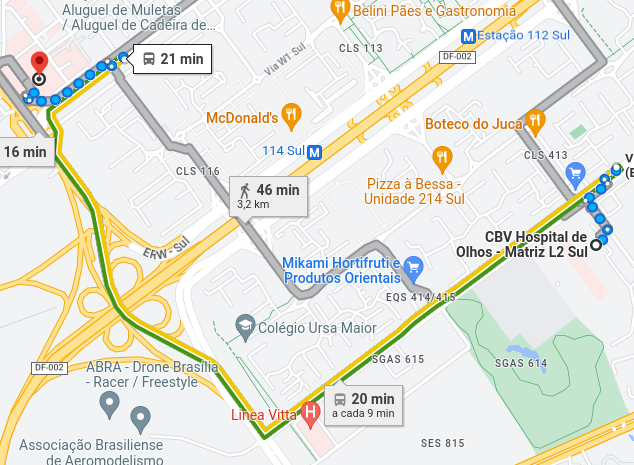 Aluguel de Muletas
/ Aluguel de Cadeira de...
Belini Pães e Gastronomia
CLS 113
Estação 112 Sul
DF-002
Via W1 Sul
21 min
16 min
McDonald's
114 Sul
Boteco do Juca
CLS 413
CLS 116
46 min
3,2 km
Pizza à Bessa -
Unidade 214 Sul
V
(E
CBV Hospital de
Olhos - Matriz L2 Sul
ERW - Sul
Mikami Hortifruti e
Produtos Orientais
EQS 414/415
Colégio Ursa Maior
SGAS 615
SGAS 614
DF-002
ABRA - Drone Brasília
- Racer / Freestyle
20 min
a cada 9 min
Linea Vitta
H
SES 815
Associação Brasiliense
de Aeromodelismo